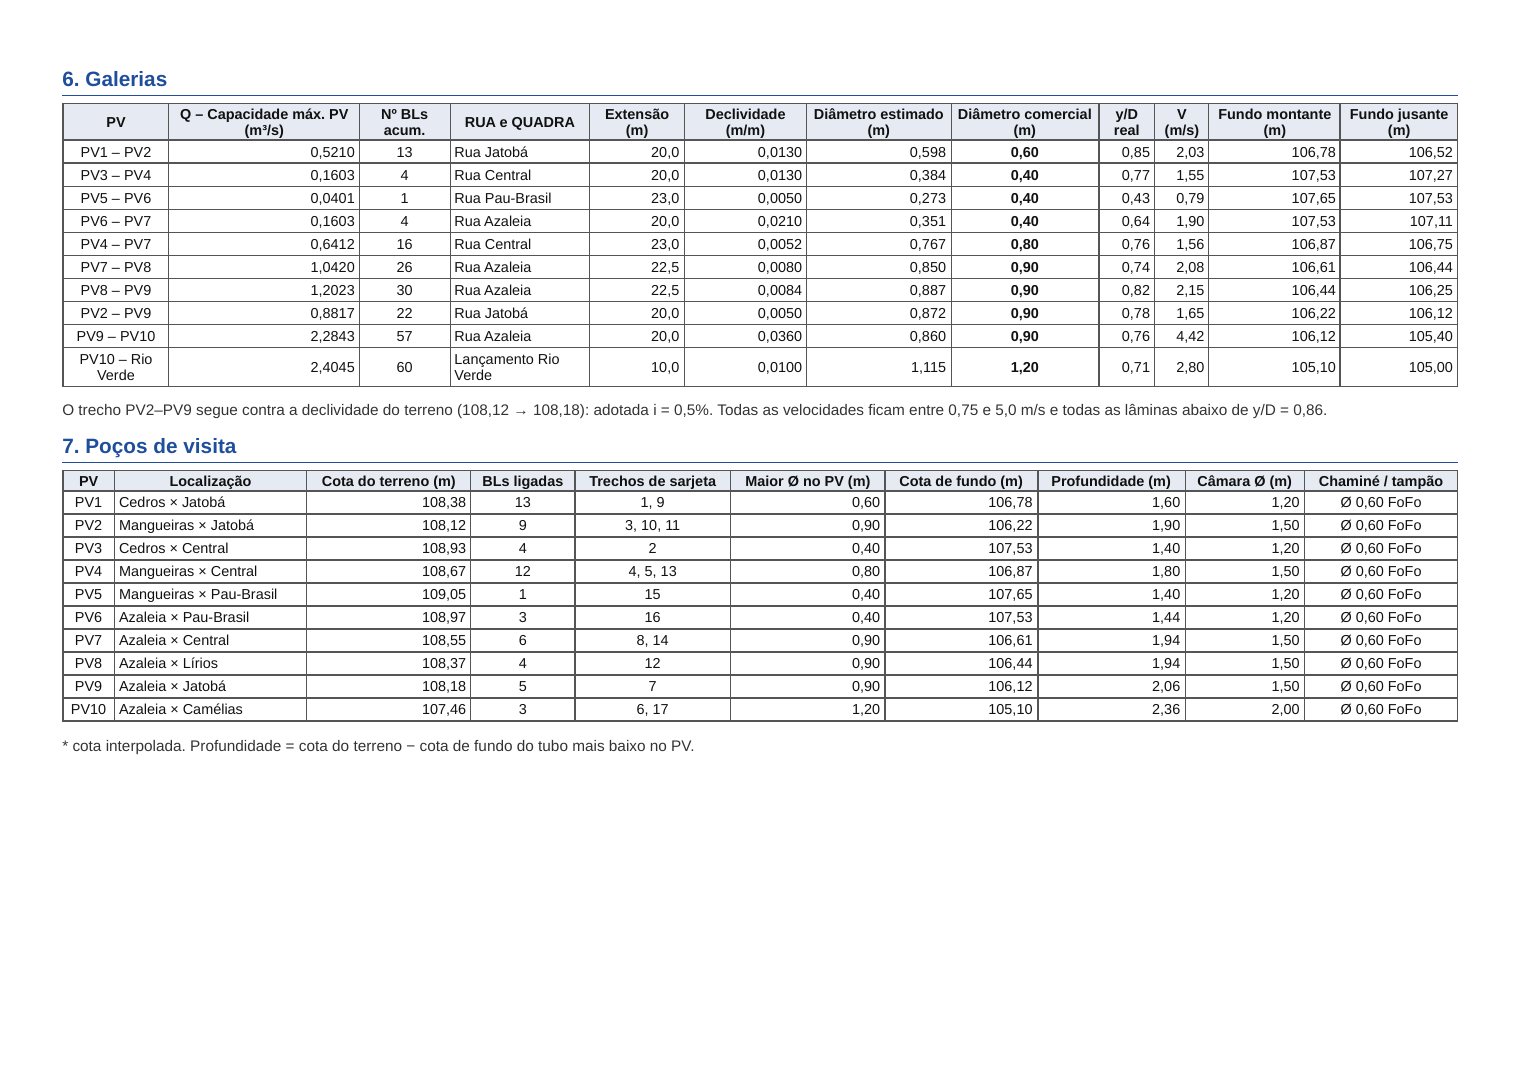 6. Galerias
PV Q – Capacidade máx. PV (m³/s) Nº BLs acum. RUA e QUADRA Extensão (m) Declividade (m/m) Diâmetro estimado (m) Diâmetro comercial (m) y/D real V (m/s) Fundo montante (m) Fundo jusante (m)
PV1 – PV2 0,5210 13 Rua Jatobá 20,0 0,0130 0,598 0,60 0,85 2,03 106,78 106,52
PV3 – PV4 0,1603 4 Rua Central 20,0 0,0130 0,384 0,40 0,77 1,55 107,53 107,27
PV5 – PV6 0,0401 1 Rua Pau-Brasil 23,0 0,0050 0,273 0,40 0,43 0,79 107,65 107,53
PV6 – PV7 0,1603 4 Rua Azaleia 20,0 0,0210 0,351 0,40 0,64 1,90 107,53 107,11
PV4 – PV7 0,6412 16 Rua Central 23,0 0,0052 0,767 0,80 0,76 1,56 106,87 106,75
PV7 – PV8 1,0420 26 Rua Azaleia 22,5 0,0080 0,850 0,90 0,74 2,08 106,61 106,44
PV8 – PV9 1,2023 30 Rua Azaleia 22,5 0,0084 0,887 0,90 0,82 2,15 106,44 106,25
PV2 – PV9 0,8817 22 Rua Jatobá 20,0 0,0050 0,872 0,90 0,78 1,65 106,22 106,12
PV9 – PV10 2,2843 57 Rua Azaleia 20,0 0,0360 0,860 0,90 0,76 4,42 106,12 105,40
PV10 – Rio Verde 2,4045 60 Lançamento Rio Verde 10,0 0,0100 1,115 1,20 0,71 2,80 105,10 105,00
O trecho PV2–PV9 segue contra a declividade do terreno (108,12 → 108,18): adotada i = 0,5%. Todas as velocidades ficam entre 0,75 e 5,0 m/s e todas as lâminas abaixo de y/D = 0,86.
7. Poços de visita
PV Localização Cota do terreno (m) BLs ligadas Trechos de sarjeta Maior Ø no PV (m) Cota de fundo (m) Profundidade (m) Câmara Ø (m) Chaminé / tampão
PV1 Cedros × Jatobá 108,38 13 1, 9 0,60 106,78 1,60 1,20 Ø 0,60 FoFo
PV2 Mangueiras × Jatobá 108,12 9 3, 10, 11 0,90 106,22 1,90 1,50 Ø 0,60 FoFo
PV3 Cedros × Central 108,93 4 2 0,40 107,53 1,40 1,20 Ø 0,60 FoFo
PV4 Mangueiras × Central 108,67 12 4, 5, 13 0,80 106,87 1,80 1,50 Ø 0,60 FoFo
PV5 Mangueiras × Pau-Brasil 109,05 1 15 0,40 107,65 1,40 1,20 Ø 0,60 FoFo
PV6 Azaleia × Pau-Brasil 108,97 3 16 0,40 107,53 1,44 1,20 Ø 0,60 FoFo
PV7 Azaleia × Central 108,55 6 8, 14 0,90 106,61 1,94 1,50 Ø 0,60 FoFo
PV8 Azaleia × Lírios 108,37 4 12 0,90 106,44 1,94 1,50 Ø 0,60 FoFo
PV9 Azaleia × Jatobá 108,18 5 7 0,90 106,12 2,06 1,50 Ø 0,60 FoFo
PV10 Azaleia × Camélias 107,46 3 6, 17 1,20 105,10 2,36 2,00 Ø 0,60 FoFo
* cota interpolada. Profundidade = cota do terreno − cota de fundo do tubo mais baixo no PV.